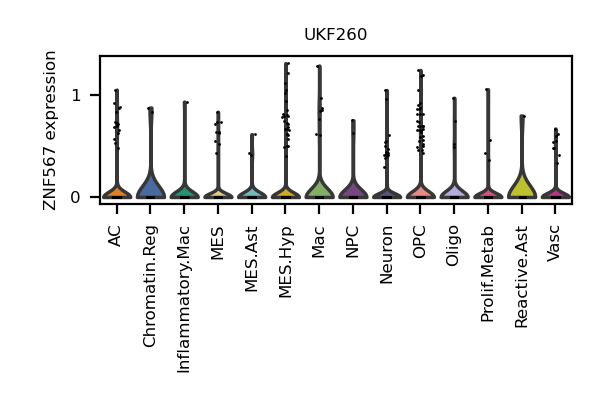 UKF260
ZNF567 expression
1
0
AC
Chromatin.Reg
Inflammatory.Mac
MES
MES.Ast
MES.Hyp
Mac
NPC
Neuron
OPC
Oligo
Prolif.Metab
Reactive.Ast
Vasc